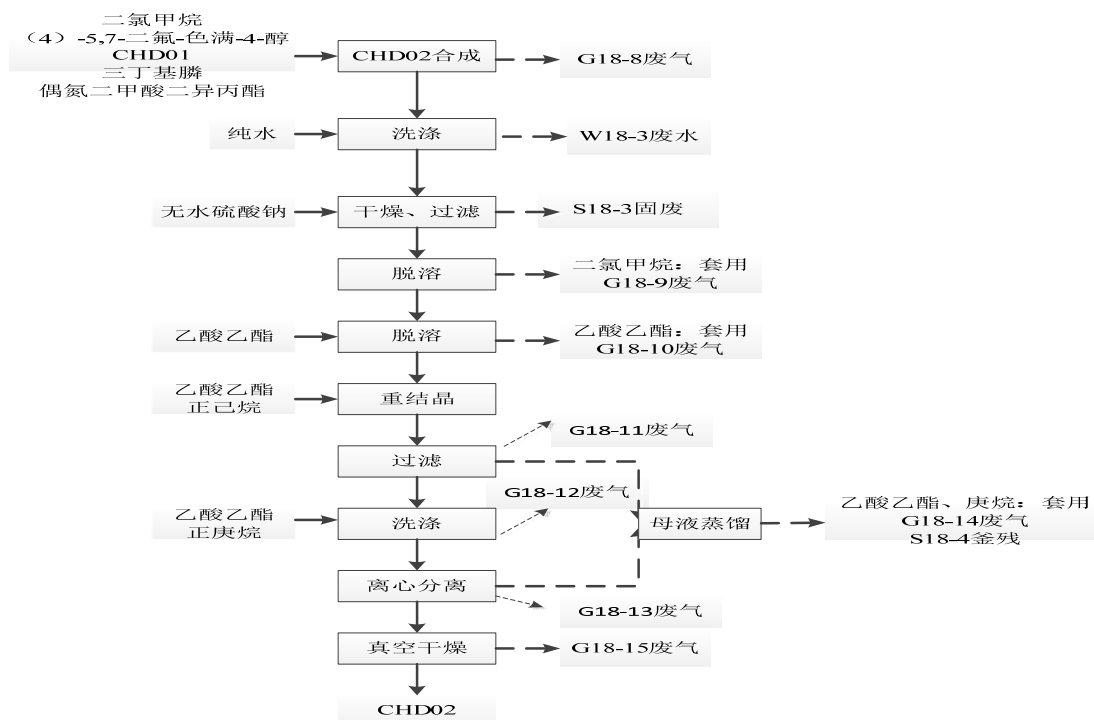 二氯甲烷
（4）-5,7-二氟-色满-4-醇
CHD01
三丁基膦
偶氮二甲酸二异丙酯
CHD02合成
G18-8废气
纯水
洗涤
W18-3废水
无水硫酸钠
干燥、过滤
S18-3固废
脱溶
二氯甲烷：套用
G18-9废气
乙酸乙酯
脱溶
乙酸乙酯：套用
G18-10废气
乙酸乙酯
正己烷
重结晶
G18-11废气
过滤
G18-12废气
乙酸乙酯
正庚烷
洗涤
母液蒸馏
乙酸乙酯、庚烷：套用
G18-14废气
S18-4釜残
离心分离
G18-13废气
真空干燥
G18-15废气
CHD02